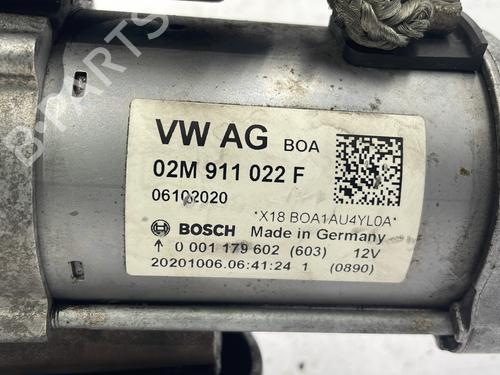 B-PARTS
VW AG BOA
02M 911 022 F
06102020
*X18 BOA1AU4YL0A*
BOSCH Made in Germany
↑ 0 001 179 602 (603) 12V
20201006.06:41:24 1 (0890)